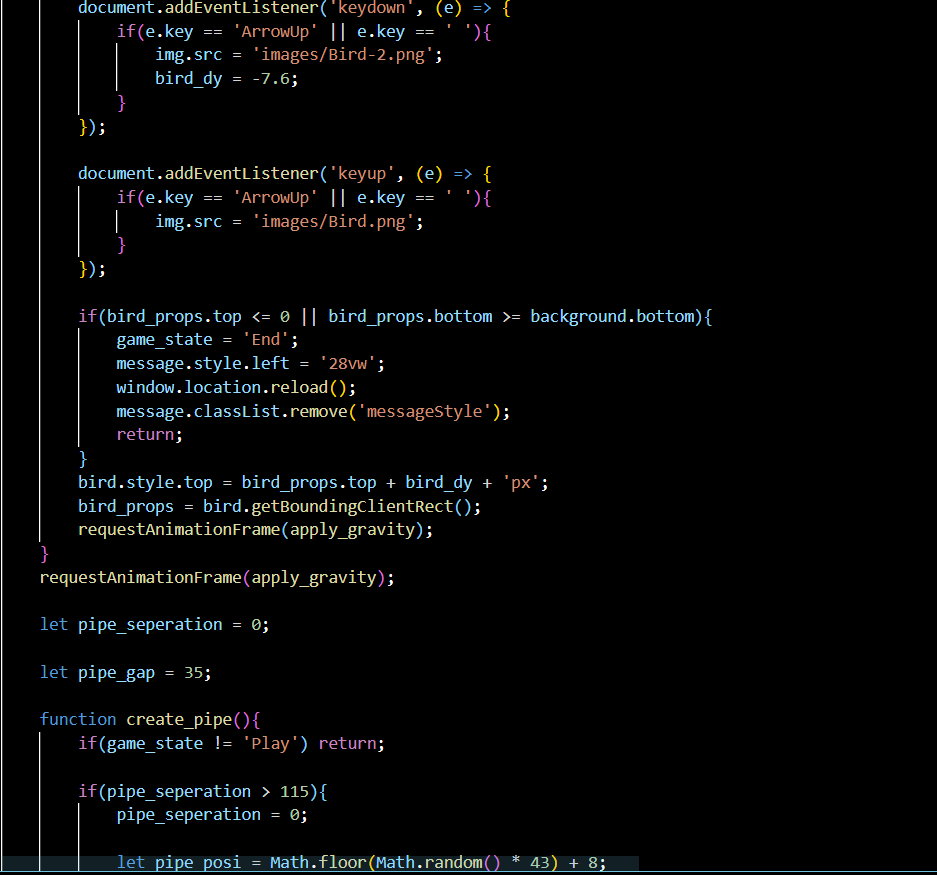 document.addEventListener('keydown', (e) => {
if(e.key == 'ArrowUp' || e.key == ' '){
img.src = 'images/Bird-2.png';
bird_dy = -7.6;
}
});
document.addEventListener('keyup', (e) => {
if(e.key == 'ArrowUp' || e.key == ' '){
img.src = 'images/Bird.png';
}
});
if(bird_props.top <= 0 || bird_props.bottom >= background.bottom){
game_state = 'End';
message.style.left = '28vw';
window.location.reload();
message.classList.remove('messageStyle');
return;
}
bird.style.top = bird_props.top + bird_dy + 'px';
bird_props = bird.getBoundingClientRect();
requestAnimationFrame(apply_gravity);
}
requestAnimationFrame(apply_gravity);
let pipe_seperation = 0;
let pipe_gap = 35;
function create_pipe(){
if(game_state != 'Play') return;
if(pipe_seperation > 115){
pipe_seperation = 0;
let pipe_posi = Math.floor(Math.random() * 43) + 8;